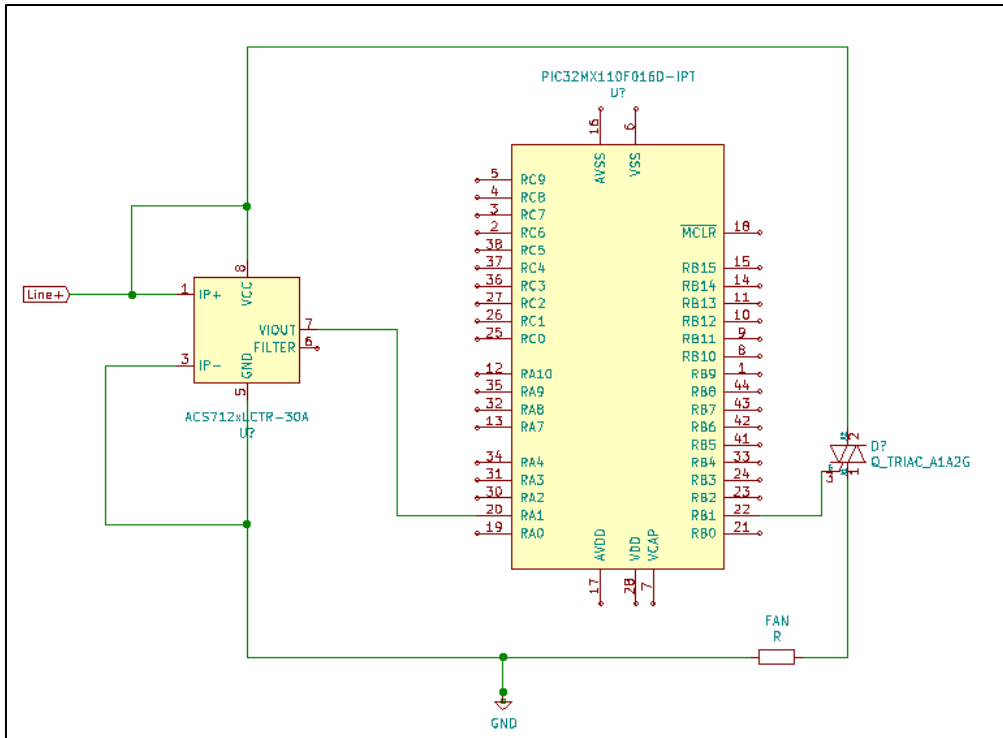 PIC32MX110F016D-IPT
U?
16
6
AVSS
VSS
5 RC9
4 RC8
3 RC7
2 RC6
38 RC5
37 RC4
36 RC3
27 RC2
26 RC1
25 RC0
12 RA10
35 RA9
32 RA8
13 RA7
34 RA4
31 RA3
30 RA2
20 RA1
19 RA0
MCLR 18
RB15 15
RB14 14
RB13 11
RB12 10
RB11 9
RB10 8
RB9 1
RB8 44
RB7 43
RB6 42
RB5 41
RB4 33
RB3 24
RB2 23
RB1 22
RB0 21
AVDD
VDD
VCAP
17
28
7
Line+
8
VCC
1 IP+
VIOUT 7
FILTER 6
3 IP-
GND
5
ACS712xLCTR-30A
U?
2
D?
Q_TRIAC_A1A2G
3
1
FAN
R
GND